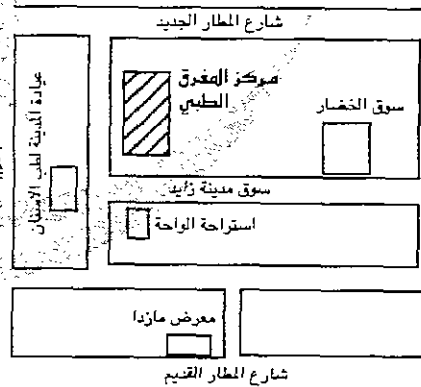 شارع المطار الجديد
مركز المفرق
الطبي
سوق الخضار
عيادة المدينة لطب الاسنان
سوق مدينة زايد
استراحة الواحة
معرض مازدا
شارع المطار القديم